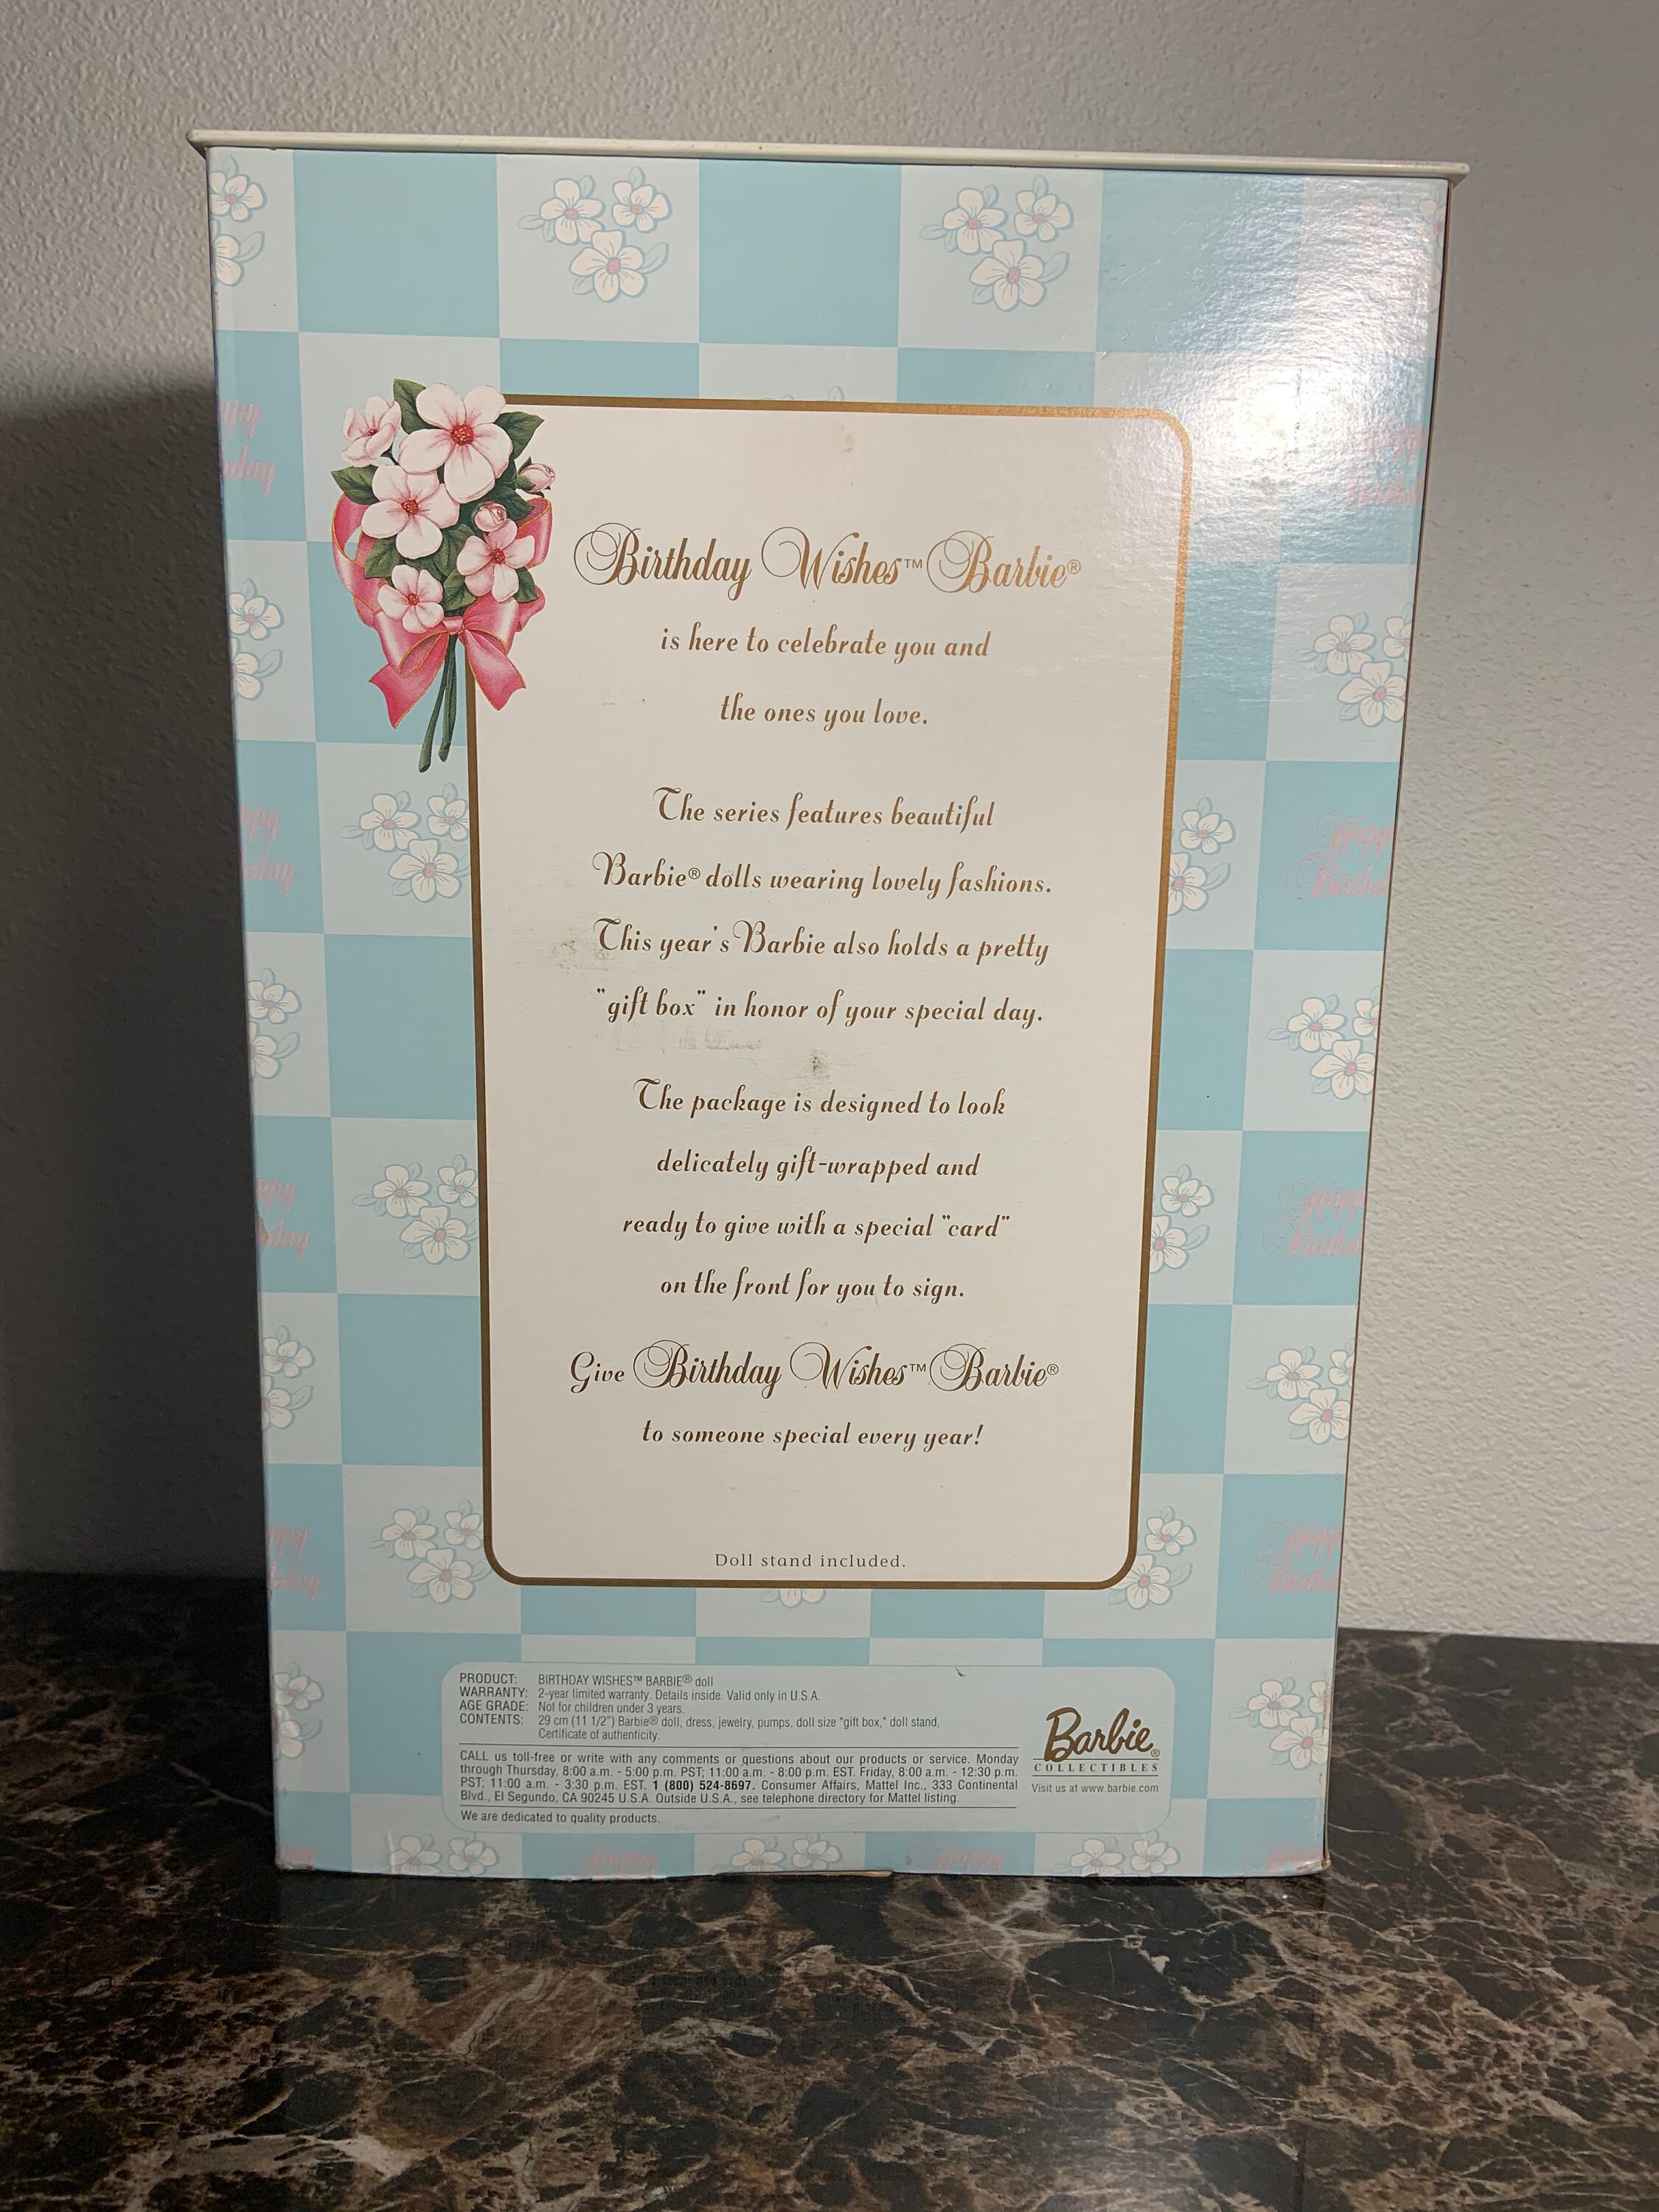 Birthday Wishes™ Barbie®
is here to celebrate you and
the ones you love.
The series features beautiful
Barbie® dolls wearing lovely fashions.
This year's Barbie also holds a pretty
"gift box" in honor of your special day.
The package is designed to look
delicately gift-wrapped and
ready to give with a special "card"
on the front for you to sign.
Give Birthday Wishes™ Barbie®
to someone special every year!
Doll stand included.
PRODUCT: BIRTHDAY WISHES™ BARBIE® doll
WARRANTY: 2-year limited warranty. Details inside. Valid only in U.S.A.
AGE GRADE: Not for children under 3 years.
CONTENTS: 29 cm (11 1/2") Barbie® doll, dress, jewelry, pumps, doll size "gift box," doll stand,
Certificate of authenticity.
CALL us toll-free or write with any comments or questions about our products or service. Monday
through Thursday, 8:00 a.m. - 5:00 p.m. PST; 11:00 a.m. - 8:00 p.m. EST. Friday, 8:00 a.m. - 12:30 p.m.
PST; 11:00 a.m. - 3:30 p.m. EST. 1 (800) 524-8697. Consumer Affairs, Mattel Inc., 333 Continental
Blvd., El Segundo, CA 90245 U.S.A. Outside U.S.A., see telephone directory for Mattel listing.
We are dedicated to quality products.
Barbie®
COLLECTIBLES
Visit us at www.barbie.com